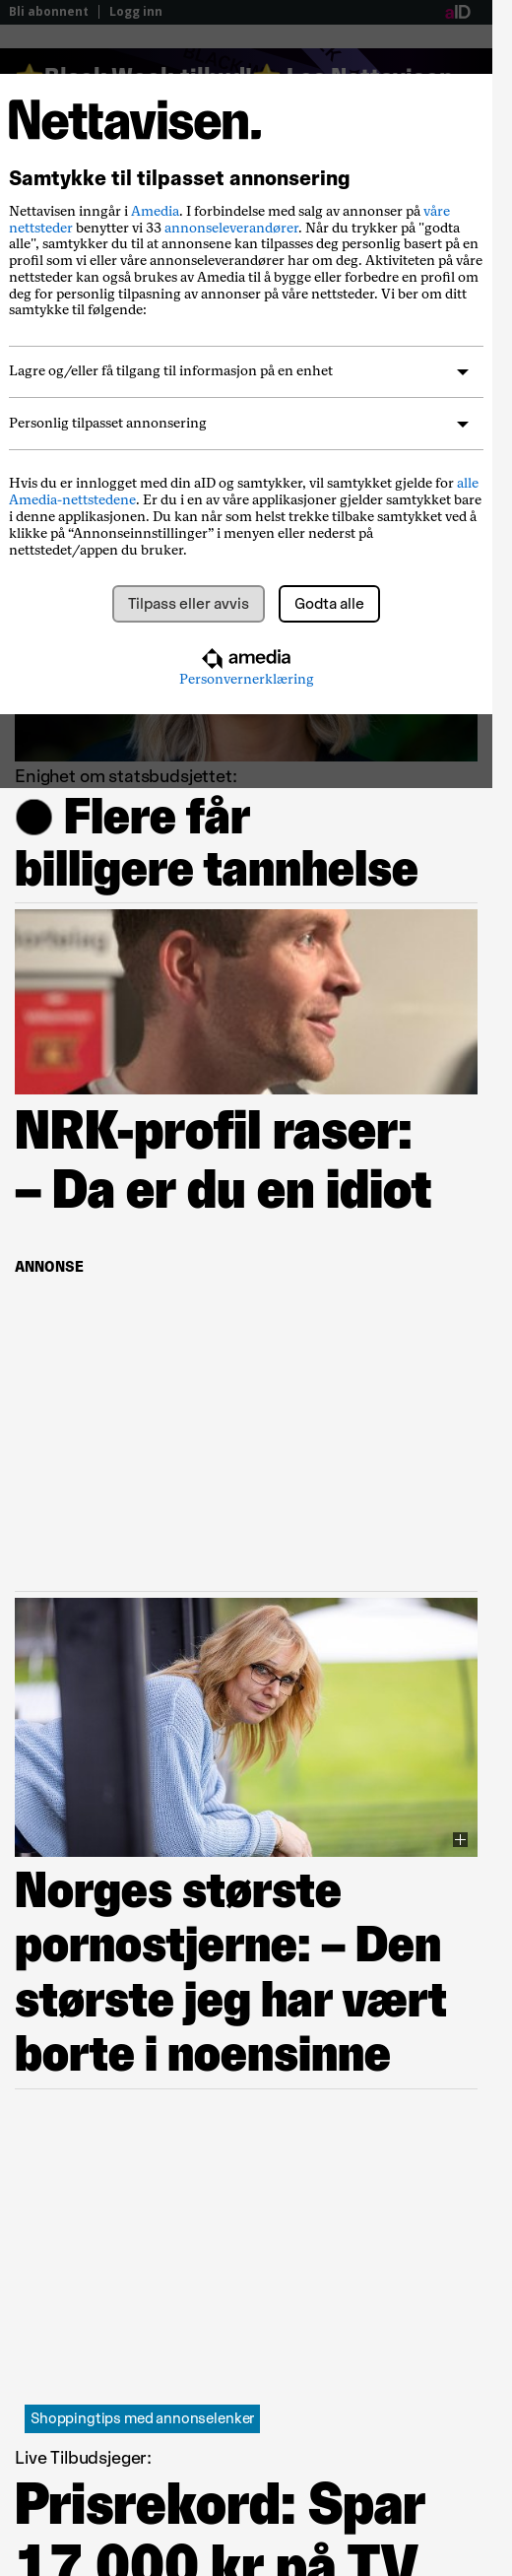 Bli abonnent | Logg inn
aID
Nettavisen.
Samtykke til tilpasset annonsering
Nettavisen inngår i Amedia. I forbindelse med salg av annonser på våre
nettsteder benytter vi 33 annonseleverandører. Når du trykker på "godta
alle", samtykker du til at annonsene kan tilpasses deg personlig basert på en
profil som vi eller våre annonseleverandører har om deg. Aktiviteten på våre
nettsteder kan også brukes av Amedia til å bygge eller forbedre en profil om
deg for personlig tilpasning av annonser på våre nettsteder. Vi ber om ditt
samtykke til følgende:
Lagre og/eller få tilgang til informasjon på en enhet
Personlig tilpasset annonsering
Hvis du er innlogget med din aID og samtykker, vil samtykket gjelde for alle
Amedia-nettstedene. Er du i en av våre applikasjoner gjelder samtykket bare
i denne applikasjonen. Du kan når som helst trekke tilbake samtykket ved å
klikke på “Annonseinnstillinger” i menyen eller nederst på
nettstedet/appen du bruker.
Tilpass eller avvis
Godta alle
amedia
Personvernerklæring
Enighet om statsbudsjettet:
Flere får
billigere tannhelse
NRK-profil raser:
– Da er du en idiot
ANNONSE
Norges største
pornostjerne: – Den
største jeg har vært
borte i noensinne
Shoppingtips med annonselenker
Live Tilbudsjeger:
Prisrekord: Spar
17 000 kr på TV